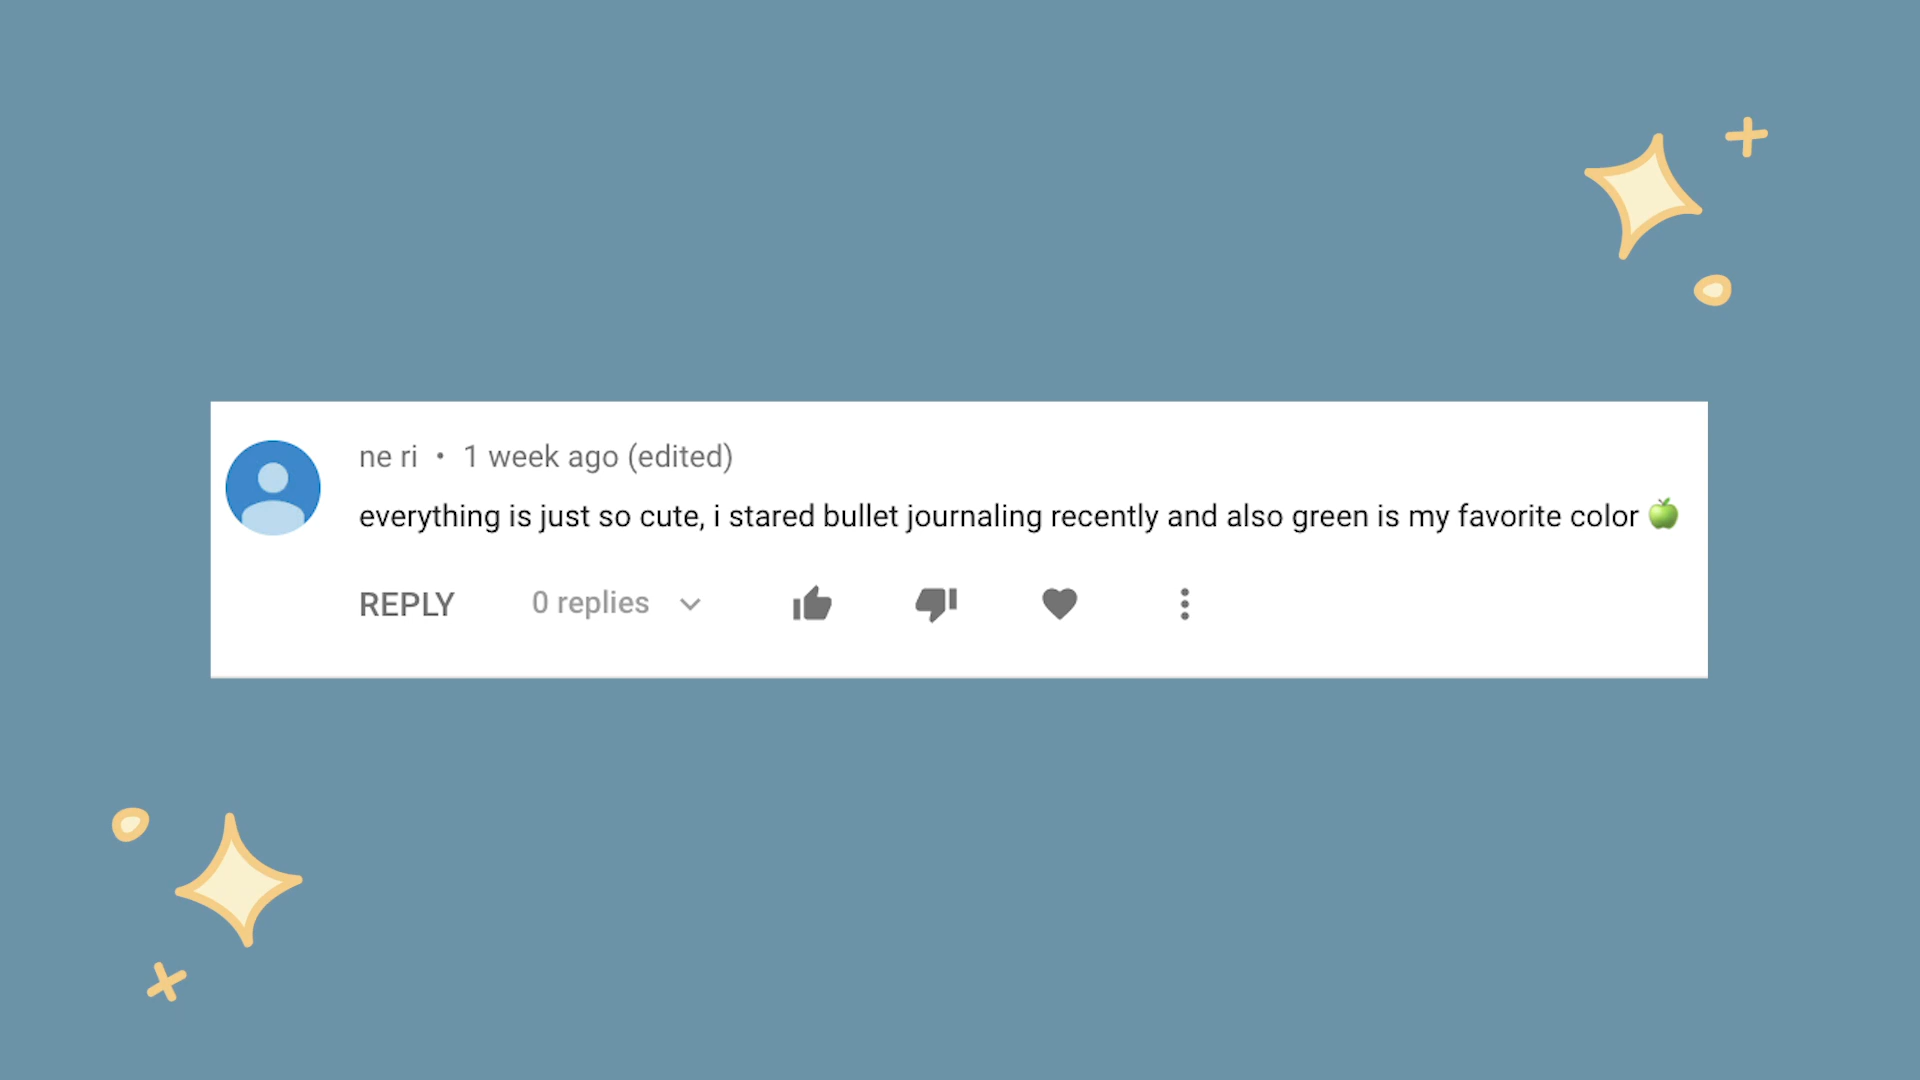 ne ri • 1 week ago (edited)
everything is just so cute, i stared bullet journaling recently and also green is my favorite color 🍏
REPLY 0 replies